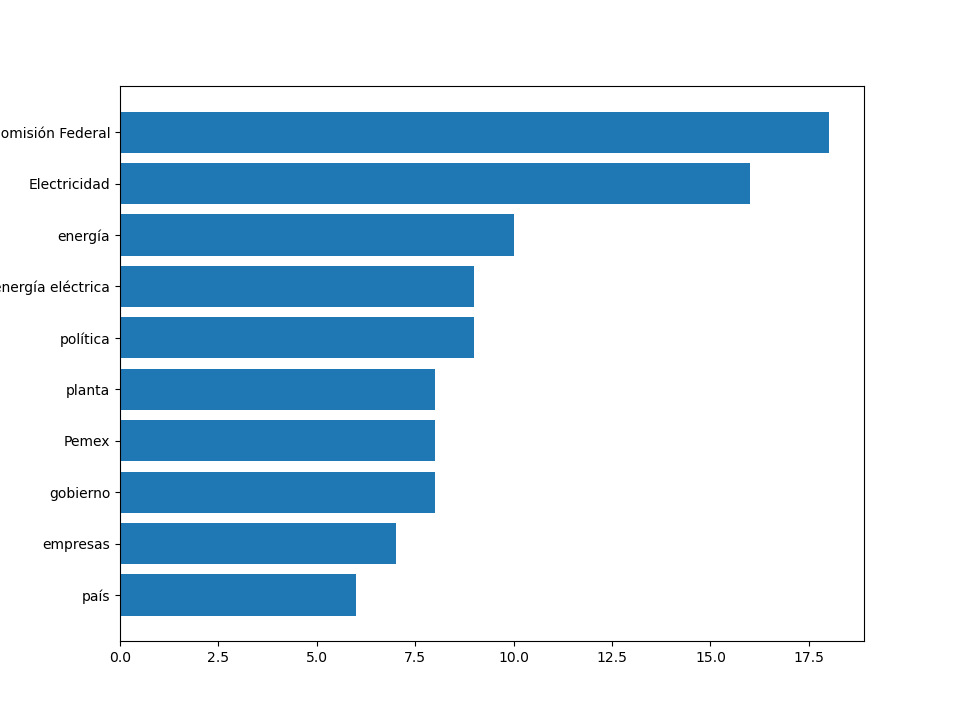 omisión Federal
Electricidad
energía
energía eléctrica
política
planta
Pemex
gobierno
empresas
país
0.0 2.5 5.0 7.5 10.0 12.5 15.0 17.5